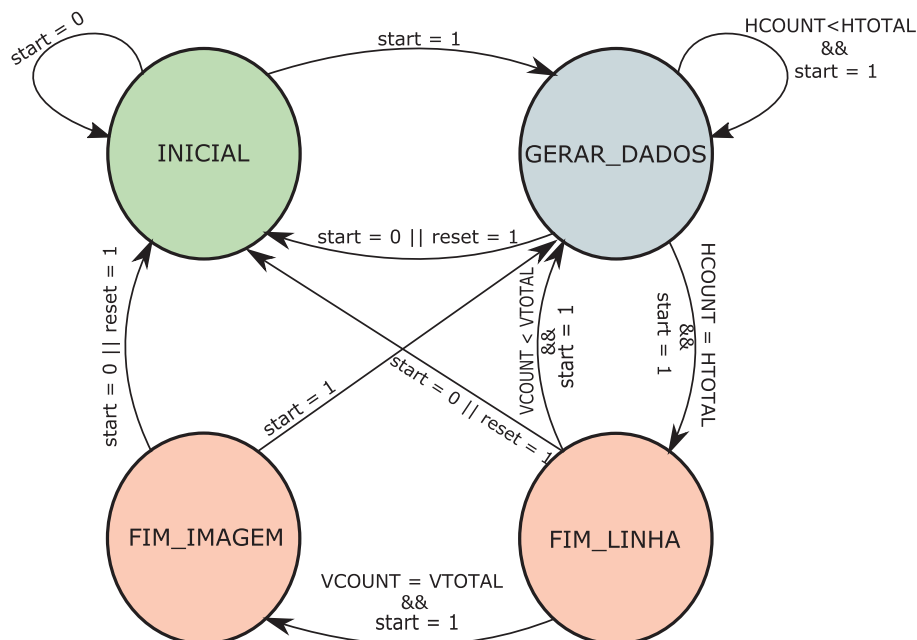 start = 0
start = 1
HCOUNT<HTOTAL
&&
start = 1
INICIAL
GERAR_DADOS
start = 0 || reset = 1
start = 0 || reset = 1
start = 1
start = 0 || reset = 1
VCOUNT < VTOTAL
&&
start = 1
HCOUNT = HTOTAL
&&
start = 1
FIM_IMAGEM
FIM_LINHA
VCOUNT = VTOTAL
&&
start = 1